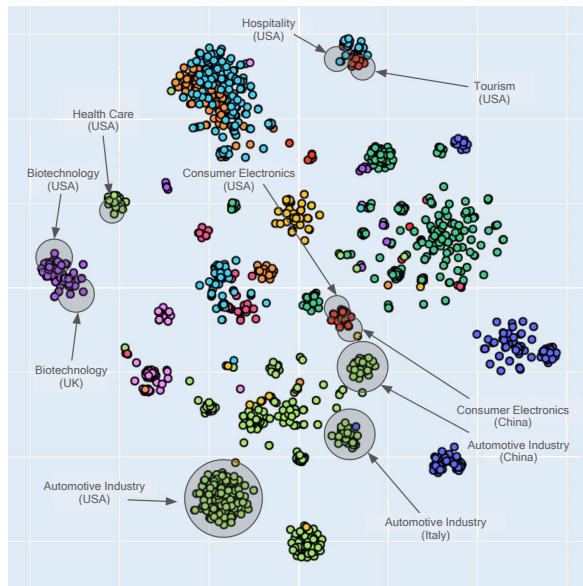 Hospitality
(USA)
Tourism
(USA)
Health Care
(USA)
Biotechnology
(USA)
Consumer Electronics
(USA)
Biotechnology
(UK)
Consumer Electronics
(China)
Automotive Industry
(China)
Automotive Industry
(USA)
Automotive Industry
(Italy)